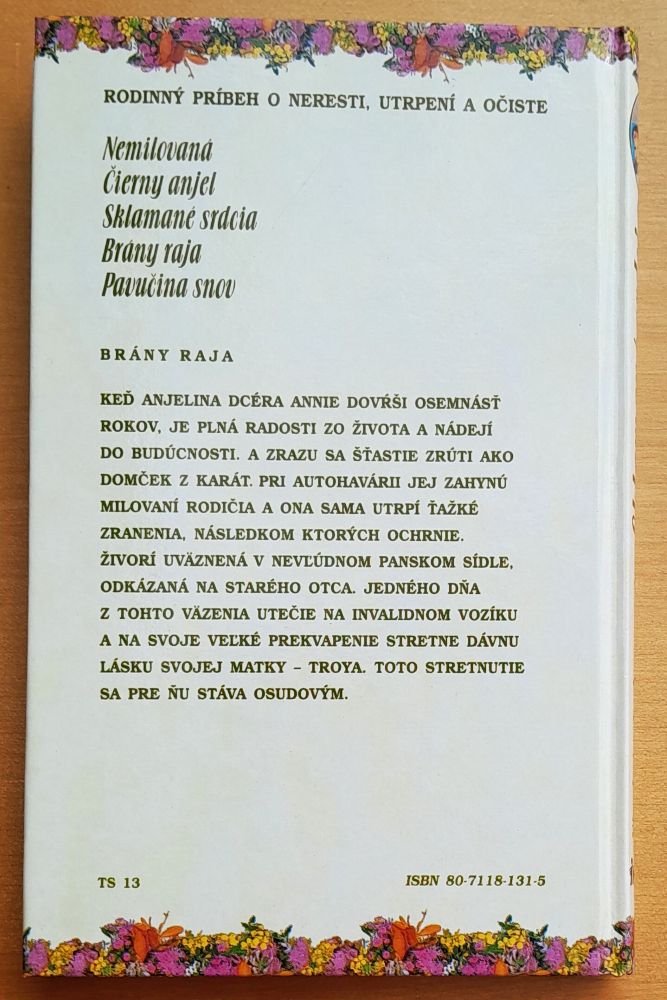 RODINNÝ PRÍBEH O NERESTI, UTRPENÍ A OČISTE
Nemilovaná
Čierny anjel
Sklamané srdcia
Brány raja
Pavučina snov
BRÁNY RAJA
KEĎ ANJELINA DCÉRA ANNIE DOVŔŠI OSEMNÁSŤ
ROKOV, JE PLNÁ RADOSTI ZO ŽIVOTA A NÁDEJÍ
DO BUDÚCNOSTI. A ZRAZU SA ŠŤASTIE ZRÚTI AKO
DOMČEK Z KARÁT. PRI AUTOHAVÁRII JEJ ZAHYNÚ
MILOVANÍ RODIČIA A ONA SAMA UTRPÍ ŤAŽKÉ
ZRANENIA, NÁSLEDKOM KTORÝCH OCHRNIE.
ŽIVORÍ UVÄZNENÁ V NEVĽÚDNOM PANSKOM SÍDLE,
ODKÁZANÁ NA STARÉHO OTCA. JEDNÉHO DŇA
Z TOHTO VÄZENIA UTEČIE NA INVALIDNOM VOZÍKU
A NA SVOJE VEĽKÉ PREKVAPENIE STRETNE DÁVNU
LÁSKU SVOJEJ MATKY – TROYA. TOTO STRETNUTIE
SA PRE ŇU STÁVA OSUDOVÝM.
TS 13
ISBN 80-7118-131-5